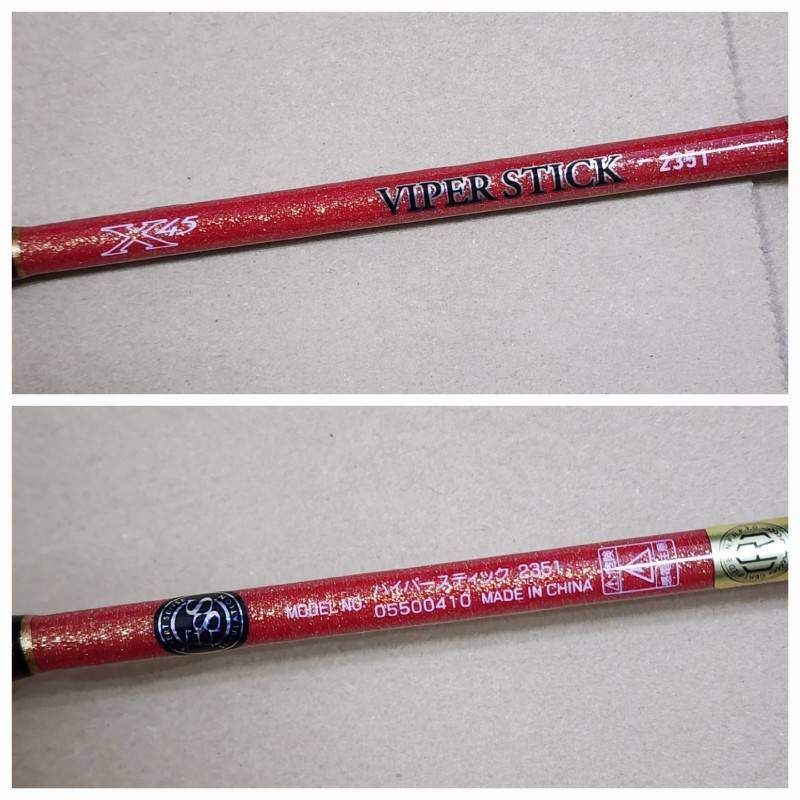 X45 VIPER STICK 2351
バイパースティック 2351
MODEL NO. 05500410 MADE IN CHINA